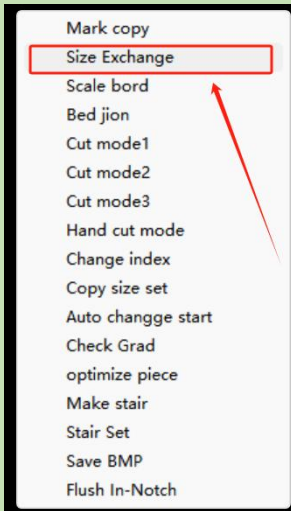 Mark copy
Size Exchange
Scale bord
Bed jion
Cut mode1
Cut mode2
Cut mode3
Hand cut mode
Change index
Copy size set
Auto changge start
Check Grad
optimize piece
Make stair
Stair Set
Save BMP
Flush In-Notch